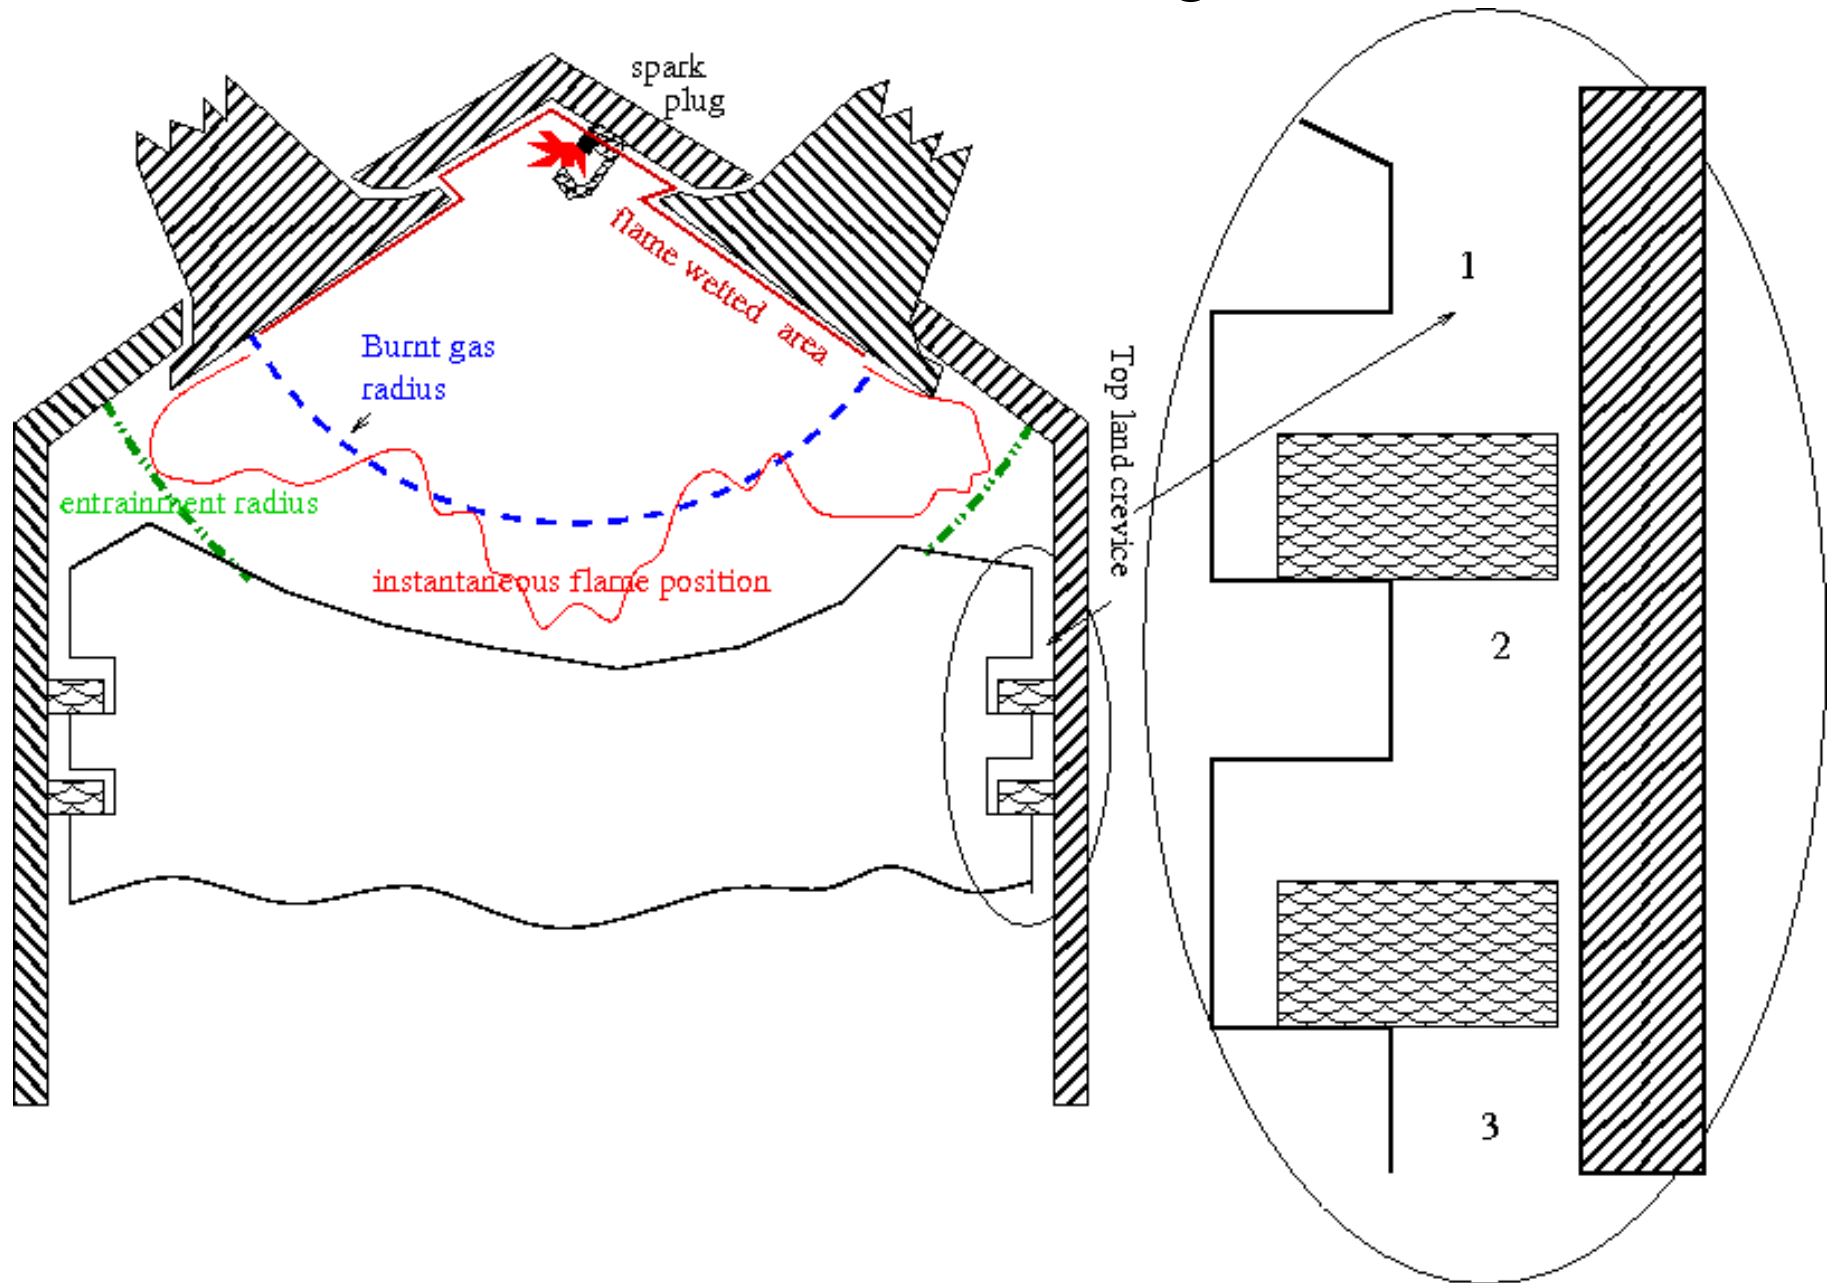 spark
plug
flame wetted area
Burnt gas
radius
entrainment radius
instantaneous flame position
Top land crevice
1
2
3